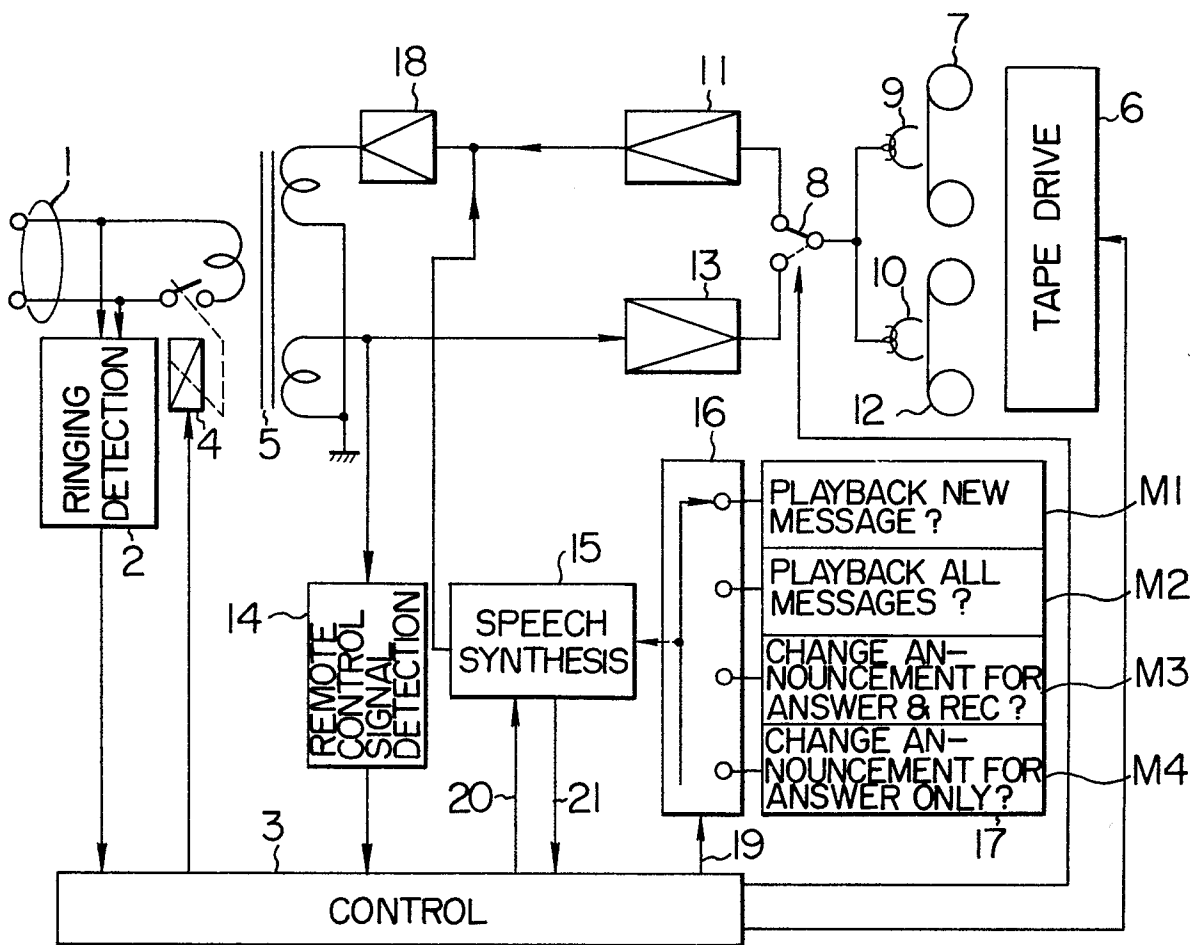 7
18
11
9
6
1
8
TAPE DRIVE
13
10
RINGING
DETECTION
4
5
12
16
2
PLAYBACK NEW
MESSAGE ?
M1
15
PLAYBACK ALL
MESSAGES ?
M2
14
REMOTE
CONTROL
SIGNAL
DETECTION
SPEECH
SYNTHESIS
CHANGE AN-
NOUNCEMENT FOR
ANSWER & REC ?
M3
CHANGE AN-
NOUNCEMENT FOR
ANSWER ONLY?
M4
20
21
17
3
19
CONTROL